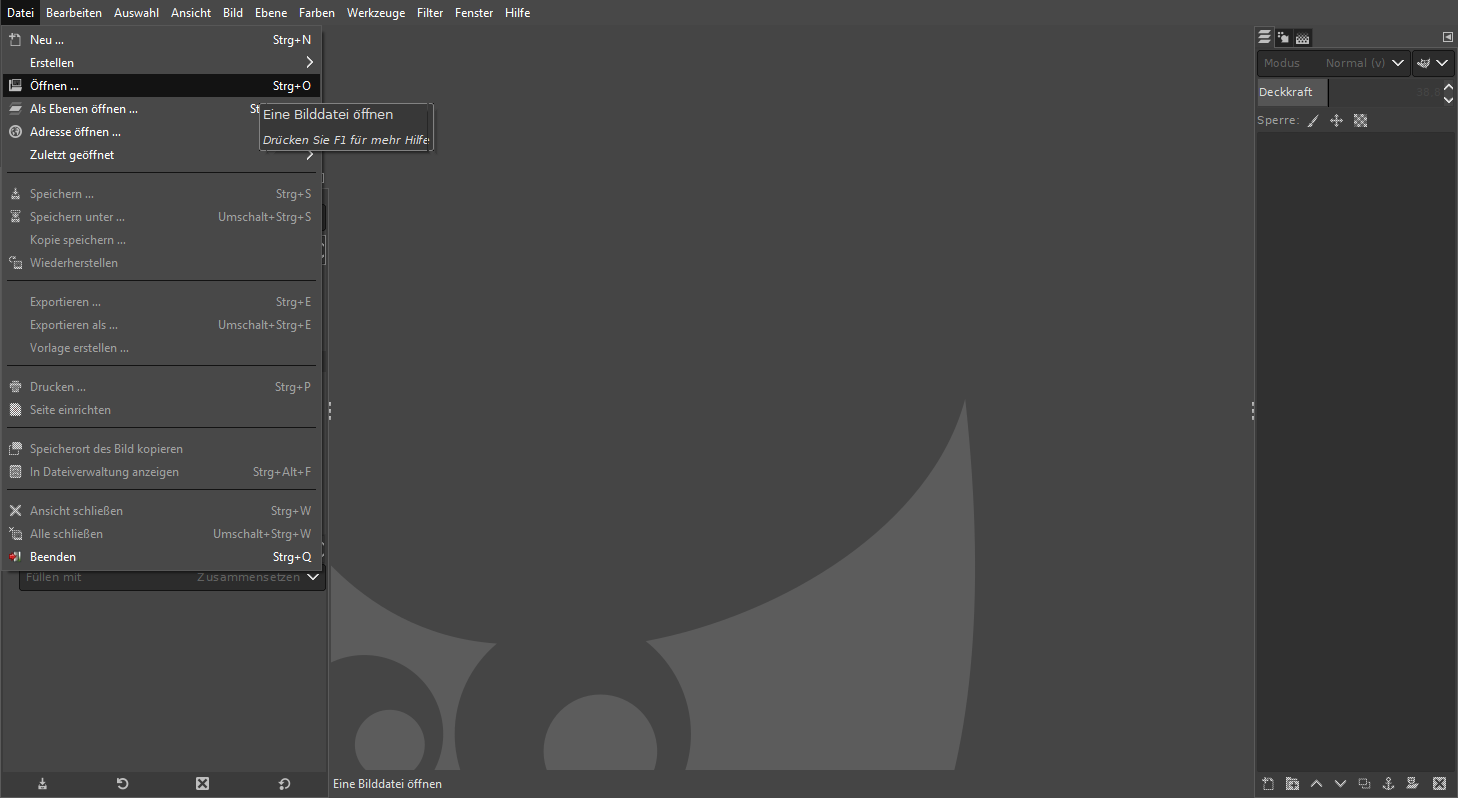 Datei Bearbeiten Auswahl Ansicht Bild Ebene Farben Werkzeuge Filter Fenster Hilfe
Neu ... Strg+N
Erstellen
Öffnen ... Strg+O
Als Ebenen öffnen ...
Adresse öffnen ...
Zuletzt geöffnet
Eine Bilddatei öffnen
Drücken Sie F1 für mehr Hilfe
Speichern ... Strg+S
Speichern unter ... Umschalt+Strg+S
Kopie speichern ...
Wiederherstellen
Exportieren ... Strg+E
Exportieren als ... Umschalt+Strg+E
Vorlage erstellen ...
Drucken ... Strg+P
Seite einrichten
Speicherort des Bild kopieren
In Dateiverwaltung anzeigen Strg+Alt+F
Ansicht schließen Strg+W
Alle schließen Umschalt+Strg+W
Beenden Strg+Q
Füllen mit Zusammensetzen
Eine Bilddatei öffnen
Modus Normal (v)
Deckkraft
Sperre: